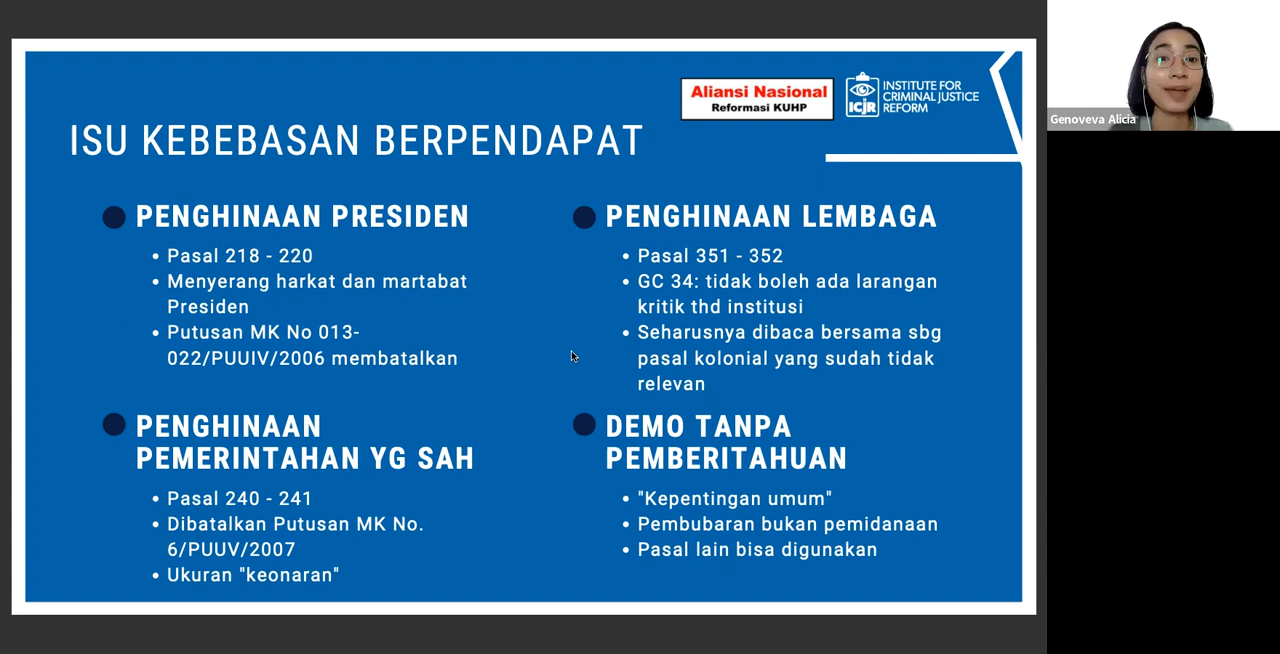 Aliansi Nasional
Reformasi KUHP
ICJR
INSTITUTE FOR
CRIMINAL JUSTICE
REFORM
Genoveva Alicia
ISU KEBEBASAN BERPENDAPAT
PENGHINAAN PRESIDEN
• Pasal 218 - 220
• Menyerang harkat dan martabat
Presiden
• Putusan MK No 013-
022/PUUIV/2006 membatalkan
PENGHINAAN LEMBAGA
• Pasal 351 - 352
• GC 34: tidak boleh ada larangan
kritik thd institusi
• Seharusnya dibaca bersama sbg
pasal kolonial yang sudah tidak
relevan
PENGHINAAN
PEMERINTAHAN YG SAH
• Pasal 240 - 241
• Dibatalkan Putusan MK No.
6/PUUV/2007
• Ukuran "keonaran"
DEMO TANPA
PEMBERITAHUAN
• "Kepentingan umum"
• Pembubaran bukan pemidanaan
• Pasal lain bisa digunakan